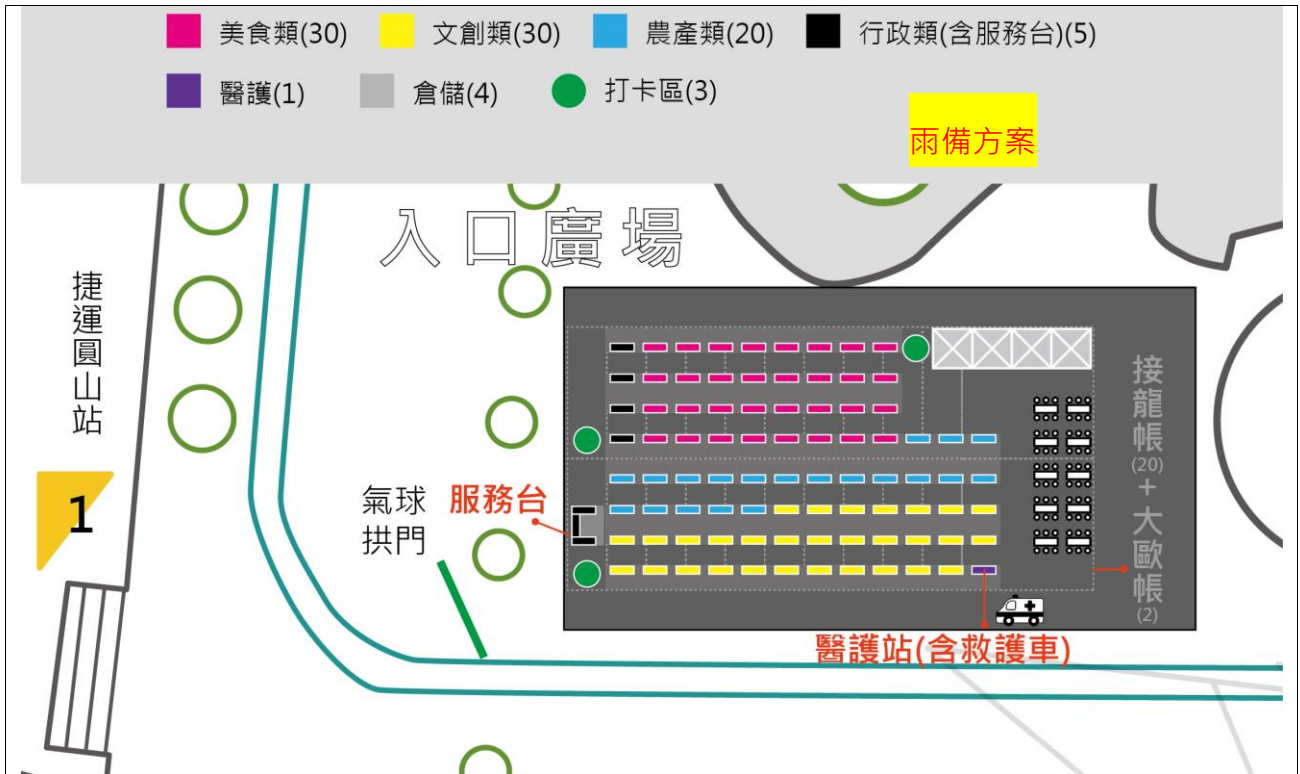 美食類(30) 文創類(30) 農產類(20) 行政類(含服務台)(5)
醫護(1) 倉儲(4) 打卡區(3)
雨備方案
入口廣場
捷運圓山站
1
氣球
拱門
服務台
接龍帳(20)+大歐帳(2)
醫護站(含救護車)